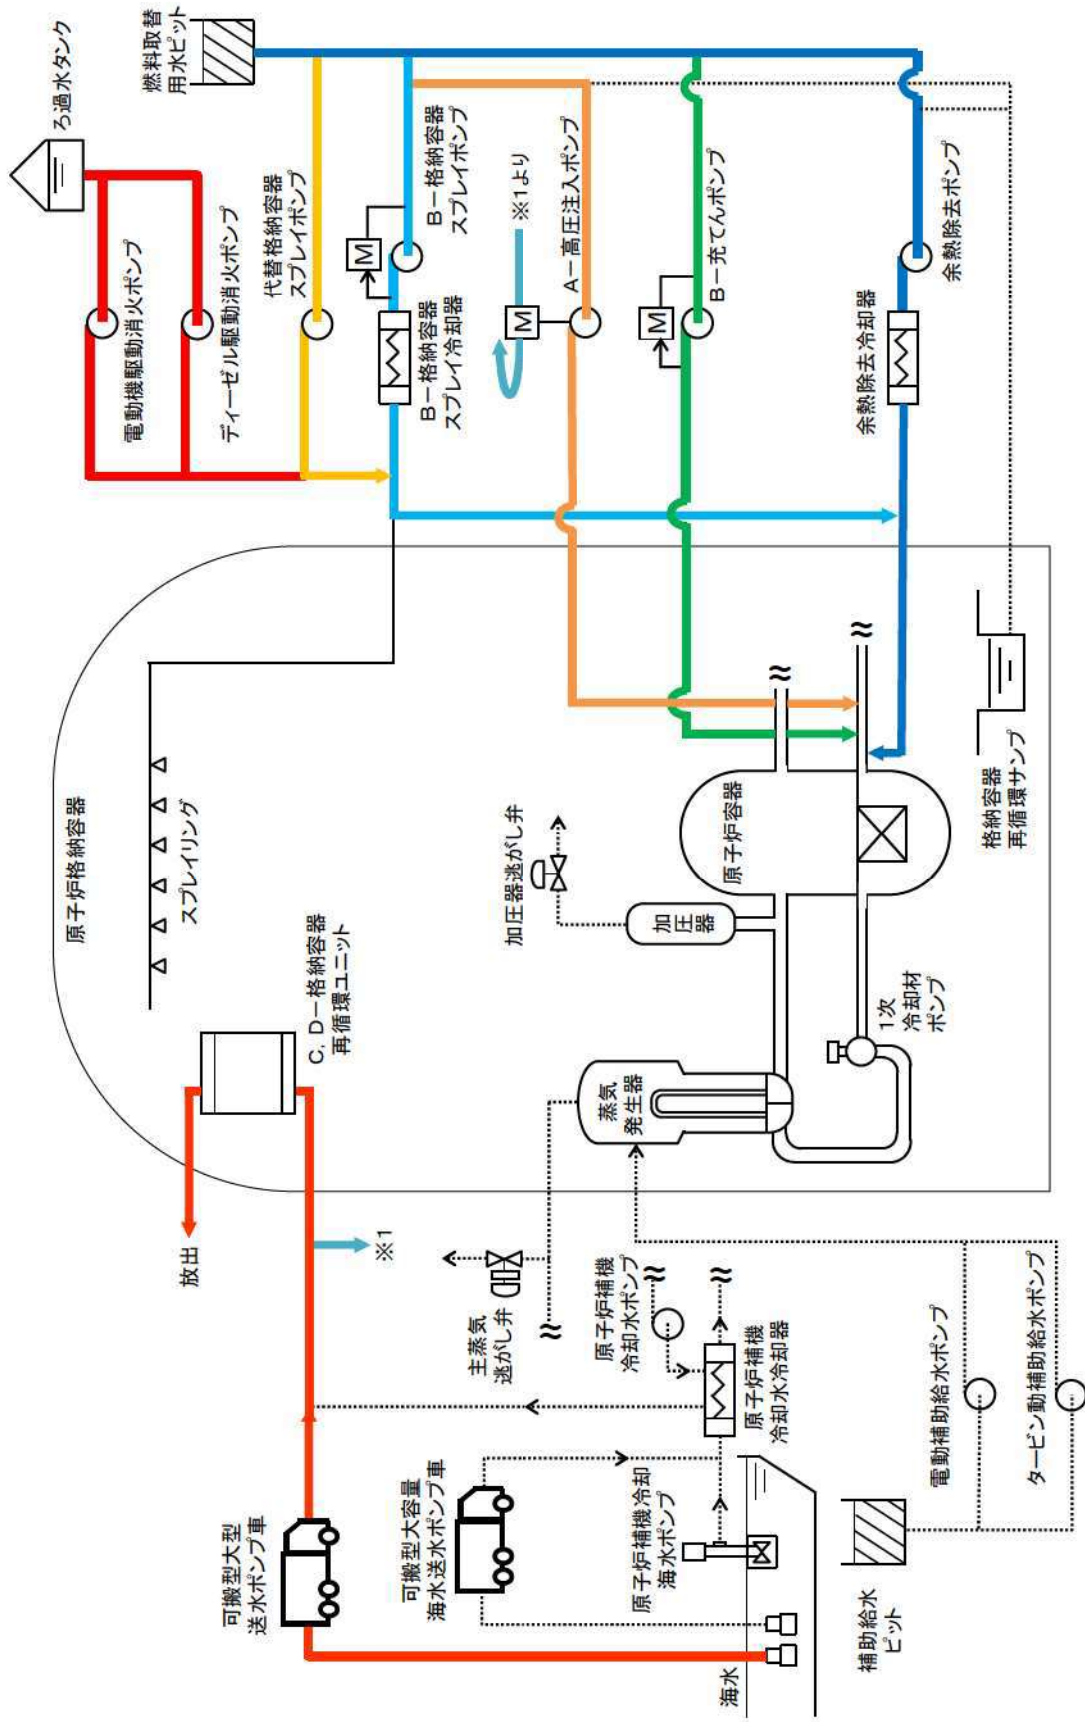 原子炉格納容器
スプレイリング
C, D－格納容器
再循環ユニット
放出
※1
可搬型大型
送水ポンプ車
可搬型大容量
海水送水ポンプ車
海水
主蒸気
逃がし弁
原子炉補機
冷却水ポンプ
原子炉補機
冷却水冷却器
原子炉補機冷却
海水ポンプ
補助給水
ピット
電動補助給水ポンプ
タービン動補助給水ポンプ
蒸気
発生器
加圧器逃がし弁
加圧
器
原子炉容器
1次
冷却材
ポンプ
格納容器
再循環サンプ
ろ過水タンク
燃料取替
用水ピット
電動機駆動消火ポンプ
ディーゼル駆動消火ポンプ
代替格納容器
スプレイポンプ
B－格納容器
スプレイポンプ
M
B－格納容器
スプレイ冷却器
※1より
M
A－高圧注入ポンプ
M
B－充てんポンプ
余熱除去ポンプ
余熱除去冷却器